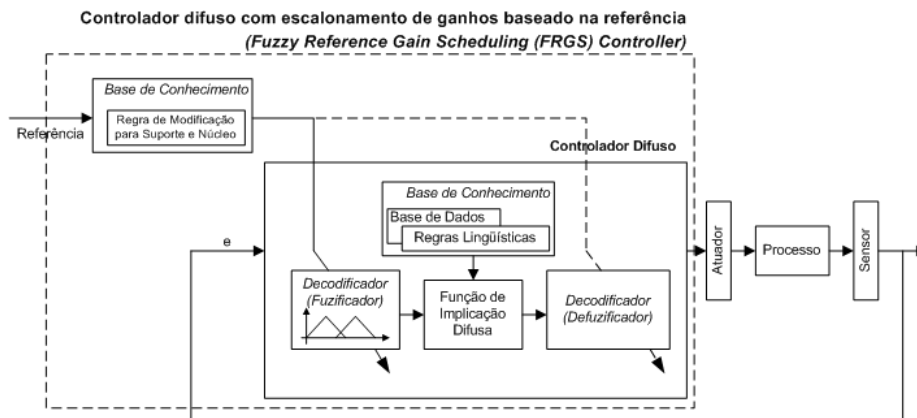 Controlador difuso com escalonamento de ganhos baseado na referência
(Fuzzy Reference Gain Scheduling (FRGS) Controller)
Base de Conhecimento
Regra de Modificação
para Suporte e Núcleo
Referência
Controlador Difuso
Base de Conhecimento
Base de Dados
Regras Lingüísticas
e
Decodificador
(Fuzificador)
Função de
Implicação
Difusa
Decodificador
(Defuzificador)
Atuador
Processo
Sensor